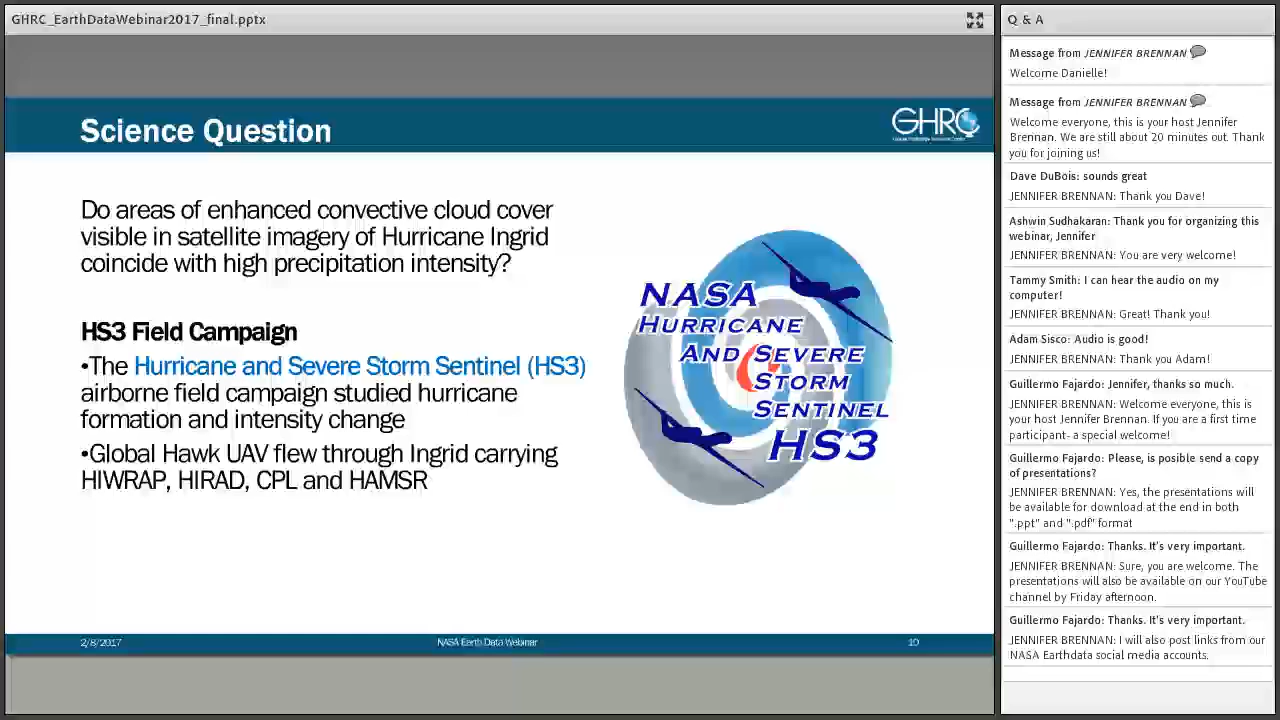 GHRC_EarthDataWebinar2017_final.pptx
Science Question
GHRC
Do areas of enhanced convective cloud cover
visible in satellite imagery of Hurricane Ingrid
coincide with high precipitation intensity?
HS3 Field Campaign
•The Hurricane and Severe Storm Sentinel (HS3)
airborne field campaign studied hurricane
formation and intensity change
•Global Hawk UAV flew through Ingrid carrying
HIWRAP, HIRAD, CPL and HAMSR
NASA
HURRICANE
AND SEVERE
STORM
SENTINEL
HS3
2/8/2017
NASA Earth Data Webinar
10
Q & A
Message from JENNIFER BRENNAN
Welcome Danielle!
Message from JENNIFER BRENNAN
Welcome everyone, this is your host Jennifer
Brennan. We are still about 20 minutes out. Thank
you for joining us!
Dave DuBois: sounds great
JENNIFER BRENNAN: Thank you Dave!
Ashwin Sudhakaran: Thank you for organizing this
webinar, Jennifer
JENNIFER BRENNAN: You are very welcome!
Tammy Smith: I can hear the audio on my
computer!
JENNIFER BRENNAN: Great! Thank you!
Adam Sisco: Audio is good!
JENNIFER BRENNAN: Thank you Adam!
Guillermo Fajardo: Jennifer, thanks so much.
JENNIFER BRENNAN: Welcome everyone, this is
your host Jennifer Brennan. If you are a first time
participant- a special welcome!
Guillermo Fajardo: Please, is posible send a copy
of presentations?
JENNIFER BRENNAN: Yes, the presentations will
be available for download at the end in both
".ppt" and ".pdf" format
Guillermo Fajardo: Thanks. It's very important.
JENNIFER BRENNAN: Sure, you are welcome. The
presentations will also be available on our YouTube
channel by Friday afternoon.
Guillermo Fajardo: Thanks. It's very important.
JENNIFER BRENNAN: I will also post links from our
NASA Earthdata social media accounts.